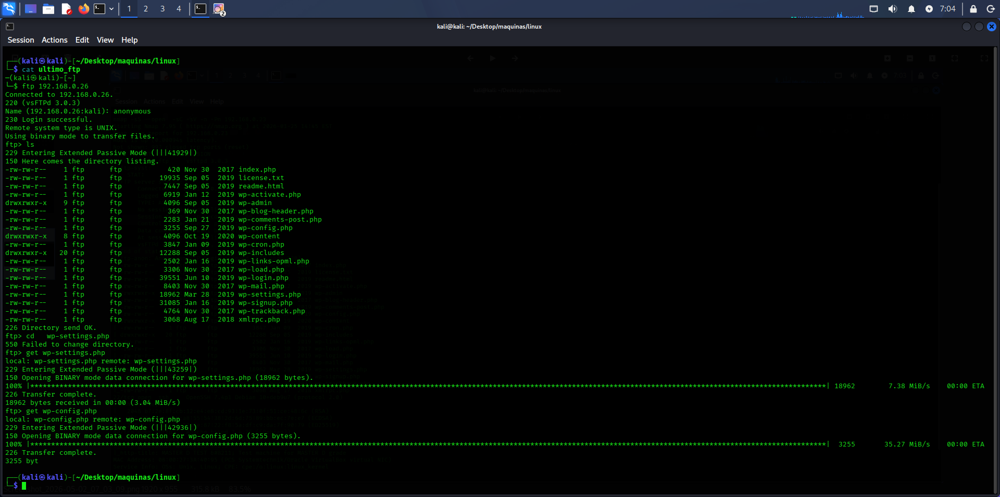 1 2 3 4
2
7:04
kali@kali: ~/Desktop/maquinas/linux
Session Actions Edit View Help
┌──(kali㉿kali)-[~/Desktop/maquinas/linux]
└─$ cat ultimo_ftp
─(kali㉿kali)-[~]
└─$ ftp 192.168.0.26
Connected to 192.168.0.26.
220 (vsFTPd 3.0.3)
Name (192.168.0.26:kali): anonymous
230 Login successful.
Remote system type is UNIX.
Using binary mode to transfer files.
ftp> ls
229 Entering Extended Passive Mode (|||41929|)
150 Here comes the directory listing.
-rw-rw-r--    1 ftp      ftp           420 Nov 30  2017 index.php
-rw-rw-r--    1 ftp      ftp         19935 Sep 05  2019 license.txt
-rw-rw-r--    1 ftp      ftp          7447 Sep 05  2019 readme.html
-rw-rw-r--    1 ftp      ftp          6919 Jan 12  2019 wp-activate.php
drwxrwxr-x    9 ftp      ftp          4096 Sep 05  2019 wp-admin
-rw-rw-r--    1 ftp      ftp           369 Nov 30  2017 wp-blog-header.php
-rw-rw-r--    1 ftp      ftp          2283 Jan 21  2019 wp-comments-post.php
-rw-rw-r--    1 ftp      ftp          3255 Sep 27  2019 wp-config.php
drwxrwxr-x    8 ftp      ftp          4096 Oct 19  2020 wp-content
-rw-rw-r--    1 ftp      ftp          3847 Jan 09  2019 wp-cron.php
drwxrwxr-x   20 ftp      ftp         12288 Sep 05  2019 wp-includes
-rw-rw-r--    1 ftp      ftp          2502 Jan 16  2019 wp-links-opml.php
-rw-rw-r--    1 ftp      ftp          3306 Nov 30  2017 wp-load.php
-rw-rw-r--    1 ftp      ftp         39551 Jun 10  2019 wp-login.php
-rw-rw-r--    1 ftp      ftp          8403 Nov 30  2017 wp-mail.php
-rw-rw-r--    1 ftp      ftp         18962 Mar 28  2019 wp-settings.php
-rw-rw-r--    1 ftp      ftp         31085 Jan 16  2019 wp-signup.php
-rw-rw-r--    1 ftp      ftp          4764 Nov 30  2017 wp-trackback.php
-rw-rw-r--    1 ftp      ftp          3068 Aug 17  2018 xmlrpc.php
226 Directory send OK.
ftp> cd   wp-settings.php
550 Failed to change directory.
ftp> get wp-settings.php
local: wp-settings.php remote: wp-settings.php
229 Entering Extended Passive Mode (|||43259|)
150 Opening BINARY mode data connection for wp-settings.php (18962 bytes).
100% |***********************************************************************************************************************************************************************************************| 18962        7.38 MiB/s    00:00 ETA
226 Transfer complete.
18962 bytes received in 00:00 (3.04 MiB/s)
ftp> get wp-config.php
local: wp-config.php remote: wp-config.php
229 Entering Extended Passive Mode (|||42936|)
150 Opening BINARY mode data connection for wp-config.php (3255 bytes).
100% |***********************************************************************************************************************************************************************************************|  3255       35.27 MiB/s    00:00 ETA
226 Transfer complete.
3255 byt
┌──(kali㉿kali)-[~/Desktop/maquinas/linux]
└─$